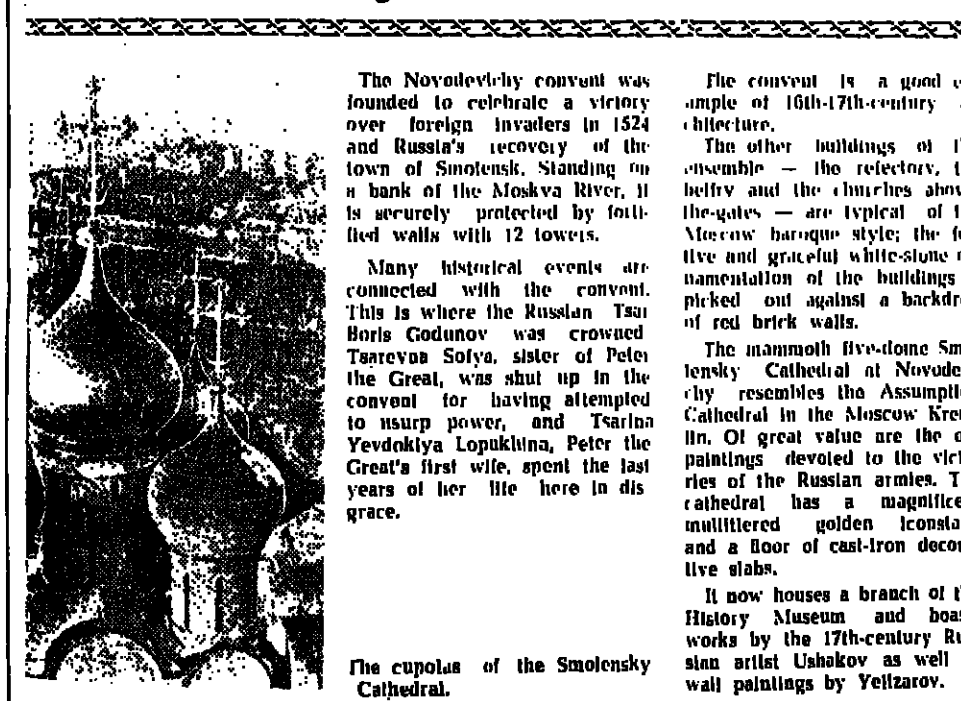 The Novodevichy convent was
founded to celebrate a victory
over foreign invaders in 1524
and Russia's recovery of the
town of Smolensk. Standing on
a bank of the Moskva River, it
is securely protected by forti-
fied walls with 12 towers.
Many historical events are
connected with the convent.
This is where the Russian Tsar
Boris Godunov was crowned
Tsarevna Sofya, sister of Peter
the Great, was shut up in the
convent for having attempted
to usurp power, and Tsarina
Yevdokiya Lopukhina, Peter the
Great's first wife, spent the last
years of her life here in dis
grace.
The cupolas of the Smolensky
Cathedral.
The convent is a good
ample of 16th-17th-century
chitecture.
The other buildings of
ensemble — the refectory,
belfry and the churches
the-gates — are typical of
Moscow baroque style; the
tive and graceful white-stone
namentation of the buildings
picked out against a
of red brick walls.
The mammoth five-dome
lensky Cathedral at
chy resembles the
Cathedral in the Moscow
lin. Of great value are the
paintings devoted to the
ries of the Russian armies.
cathedral has a
multitiered golden
and a floor of cast-iron
tive slabs.
It now houses a branch of
History Museum and
works by the 17th-century
sian artist Ushakov as well
wall paintings by Yelizarov.